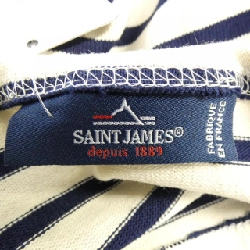 SAINT JAMES®
depuis 1889
FABRIQUÉ
EN FRANCE